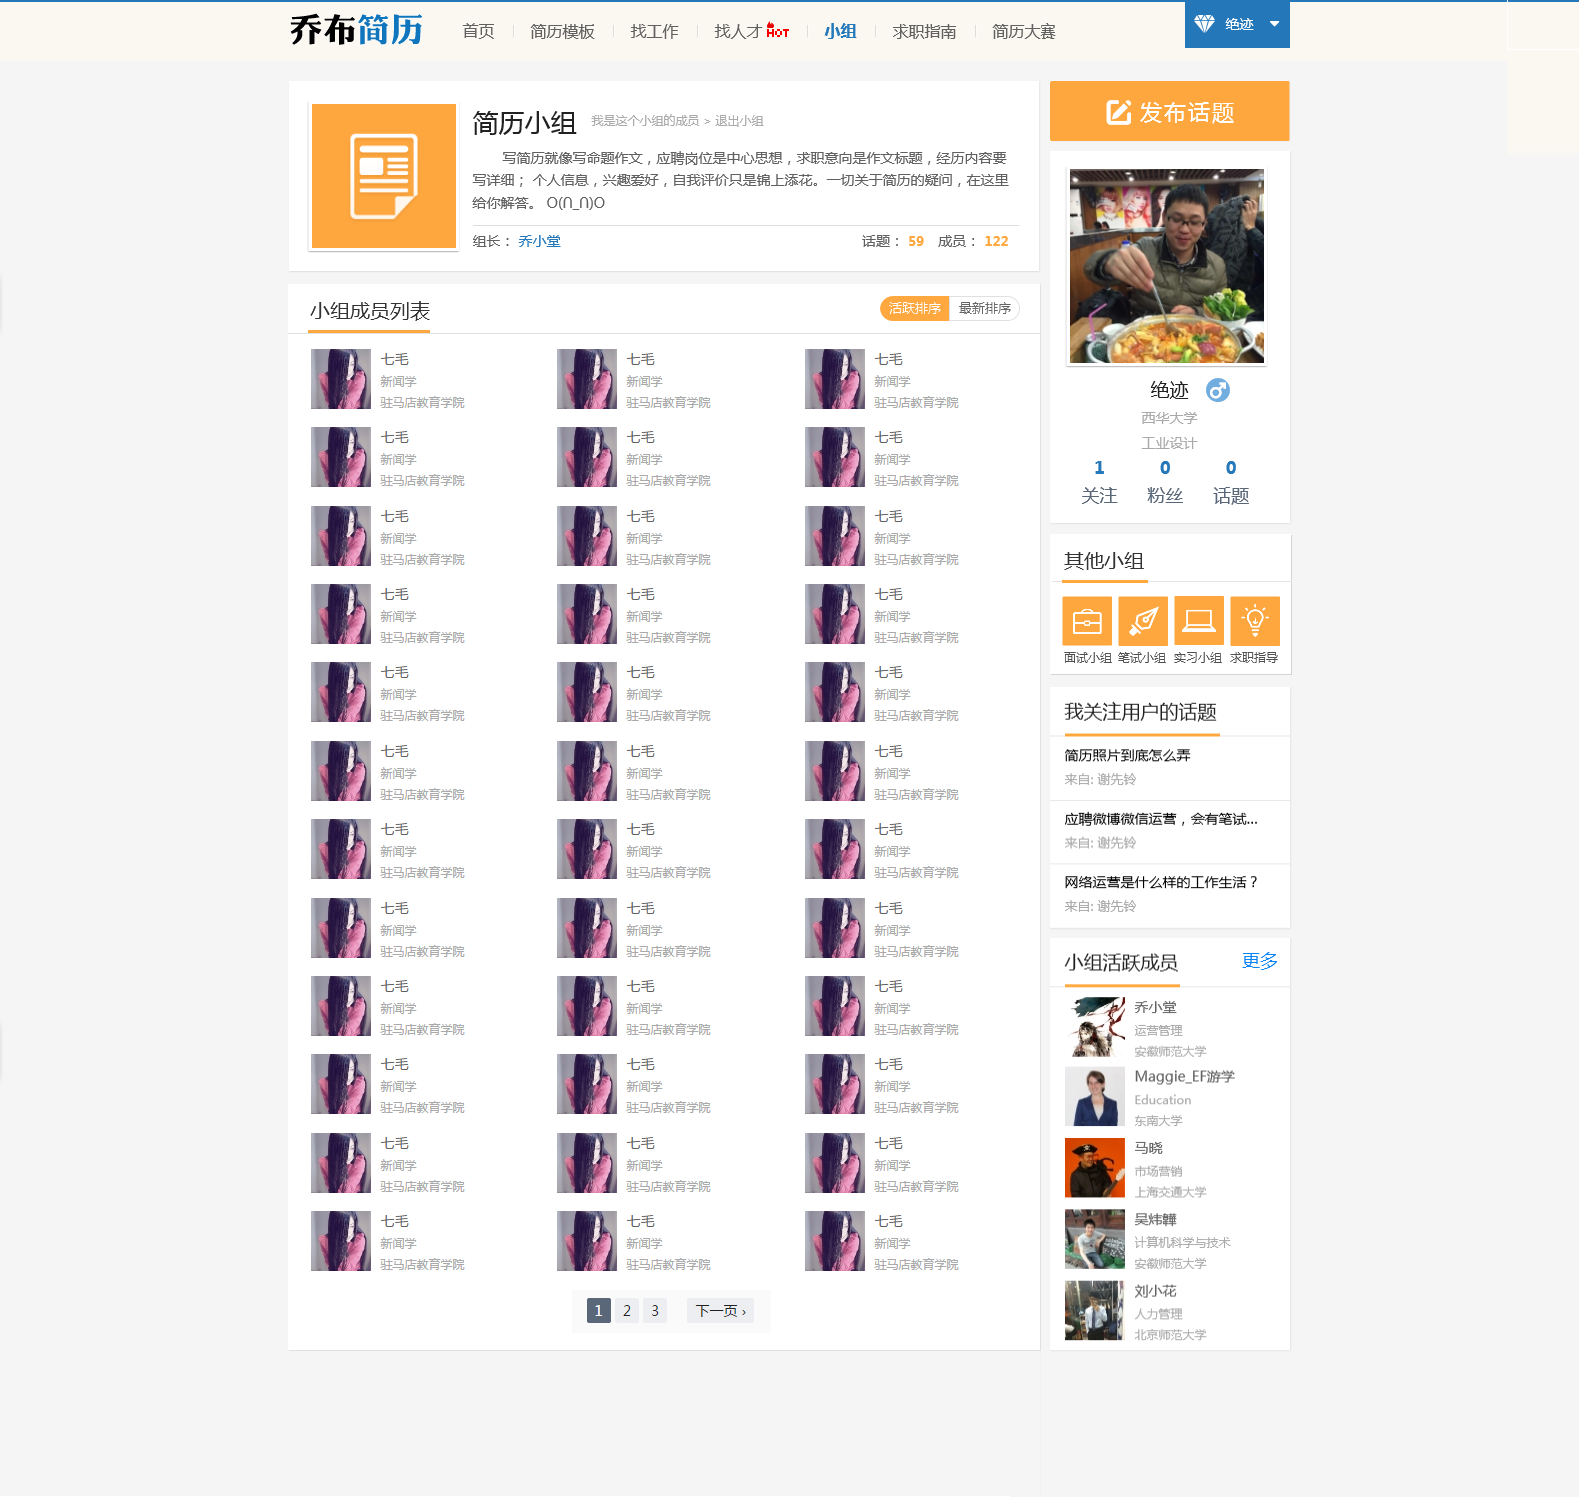 乔布简历
首页
简历模板
找工作
找人才 HOT
小组
求职指南
简历大赛
绝迹
简历小组 我是这个小组的成员 > 退出小组
写简历就像写命题作文，应聘岗位是中心思想，求职意向是作文标题，经历内容要
写详细； 个人信息，兴趣爱好，自我评价只是锦上添花。一切关于简历的疑问，在这里
给你解答。 O(∩_∩)O
组长： 乔小堂
话题： 59 成员： 122
小组成员列表
活跃排序 最新排序
七毛 七毛 七毛
新闻学 新闻学 新闻学
驻马店教育学院 驻马店教育学院 驻马店教育学院
七毛 七毛 七毛
新闻学 新闻学 新闻学
驻马店教育学院 驻马店教育学院 驻马店教育学院
七毛 七毛 七毛
新闻学 新闻学 新闻学
驻马店教育学院 驻马店教育学院 驻马店教育学院
七毛 七毛 七毛
新闻学 新闻学 新闻学
驻马店教育学院 驻马店教育学院 驻马店教育学院
七毛 七毛 七毛
新闻学 新闻学 新闻学
驻马店教育学院 驻马店教育学院 驻马店教育学院
七毛 七毛 七毛
新闻学 新闻学 新闻学
驻马店教育学院 驻马店教育学院 驻马店教育学院
七毛 七毛 七毛
新闻学 新闻学 新闻学
驻马店教育学院 驻马店教育学院 驻马店教育学院
七毛 七毛 七毛
新闻学 新闻学 新闻学
驻马店教育学院 驻马店教育学院 驻马店教育学院
七毛 七毛 七毛
新闻学 新闻学 新闻学
驻马店教育学院 驻马店教育学院 驻马店教育学院
七毛 七毛 七毛
新闻学 新闻学 新闻学
驻马店教育学院 驻马店教育学院 驻马店教育学院
七毛 七毛 七毛
新闻学 新闻学 新闻学
驻马店教育学院 驻马店教育学院 驻马店教育学院
七毛 七毛 七毛
新闻学 新闻学 新闻学
驻马店教育学院 驻马店教育学院 驻马店教育学院
1 2 3 下一页 ›
发布话题
绝迹
西华大学
工业设计
1 0 0
关注 粉丝 话题
其他小组
面试小组 笔试小组 实习小组 求职指导
我关注用户的话题
简历照片到底怎么弄
来自: 谢先铃
应聘微博微信运营，会有笔试...
来自: 谢先铃
网络运营是什么样的工作生活？
来自: 谢先铃
小组活跃成员 更多
乔小堂
运营管理
安徽师范大学
Maggie_EF游学
Education
东南大学
马晓
市场营销
上海交通大学
吴炜韡
计算机科学与技术
安徽师范大学
刘小花
人力管理
北京师范大学